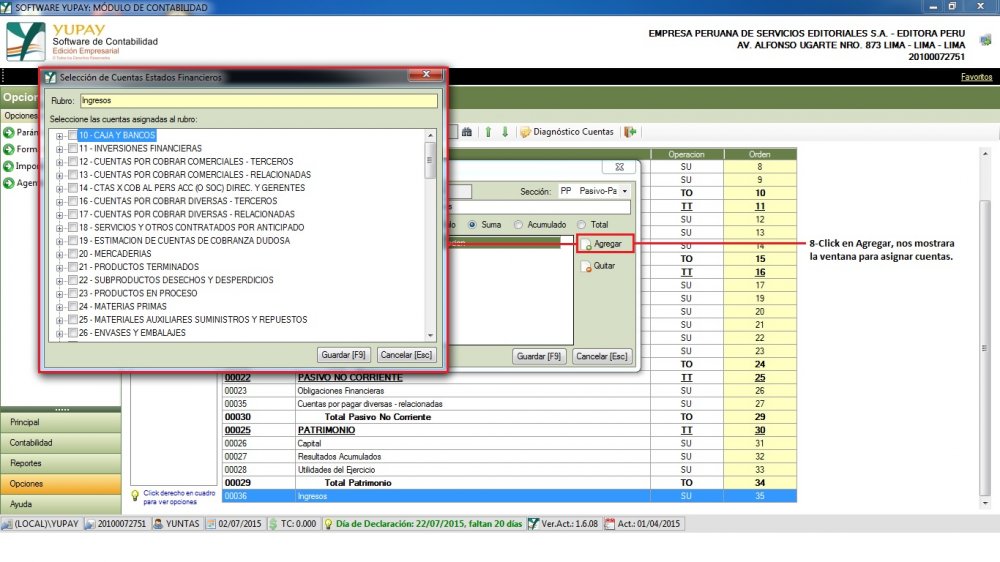 SOFTWARE YUPAY: MÓDULO DE CONTABILIDAD
YUPAY
Software de Contabilidad
Edición Empresarial
EMPRESA PERUANA DE SERVICIOS EDITORIALES S.A. - EDITORA PERU
AV. ALFONSO UGARTE NRO. 873 LIMA - LIMA - LIMA
20100072751
Favoritos
Selección de Cuentas Estados Financieros
Rubro: Ingresos
Seleccione las cuentas asignadas al rubro:
10 - CAJA Y BANCOS
11 - INVERSIONES FINANCIERAS
12 - CUENTAS POR COBRAR COMERCIALES - TERCEROS
13 - CUENTAS POR COBRAR COMERCIALES - RELACIONADAS
14 - CTAS X COB AL PERS ACC (O SOC) DIREC. Y GERENTES
16 - CUENTAS POR COBRAR DIVERSAS - TERCEROS
17 - CUENTAS POR COBRAR DIVERSAS - RELACIONADAS
18 - SERVICIOS Y OTROS CONTRATADOS POR ANTICIPADO
19 - ESTIMACION DE CUENTAS DE COBRANZA DUDOSA
20 - MERCADERIAS
21 - PRODUCTOS TERMINADOS
22 - SUBPRODUCTOS DESECHOS Y DESPERDICIOS
23 - PRODUCTOS EN PROCESO
24 - MATERIAS PRIMAS
25 - MATERIALES AUXILIARES SUMINISTROS Y REPUESTOS
26 - ENVASES Y EMBALAJES
Guardar [F9] Cancelar [Esc]
Opcion
Opciones
Parán
Form
Impor
Agen
Diagnóstico Cuentas
Sección: PP Pasivo-Pa
Suma Acumulado Total
Agregar
Quitar
Guardar [F9] Cancelar [Esc]
8-Click en Agregar, nos mostrara
la ventana para asignar cuentas.
Operacion Orden
SU 8
SU 9
TO 10
TT 11
SU 12
SU 13
SU 14
TO 15
TT 16
SU 17
SU 19
SU 20
SU 21
SU 22
SU 23
TO 24
00022 PASIVO NO CORRIENTE TT 25
00023 Obligaciones Financieras SU 26
00035 Cuentas por pagar diversas - relacionadas SU 27
00030 Total Pasivo No Corriente TO 29
00025 PATRIMONIO TT 30
00026 Capital SU 31
00027 Resultados Acumulados SU 32
00028 Utilidades del Ejercicio SU 33
00029 Total Patrimonio TO 34
00036 Ingresos SU 35
Principal
Contabilidad
Reportes
Opciones
Ayuda
Click derecho en cuadro
para ver opciones
(LOCAL)\YUPAY 20100072751 YUNTAS 02/07/2015 TC: 0.000 Día de Declaración: 22/07/2015, faltan 20 días Ver.Act.: 1.6.08 Act.: 01/04/2015